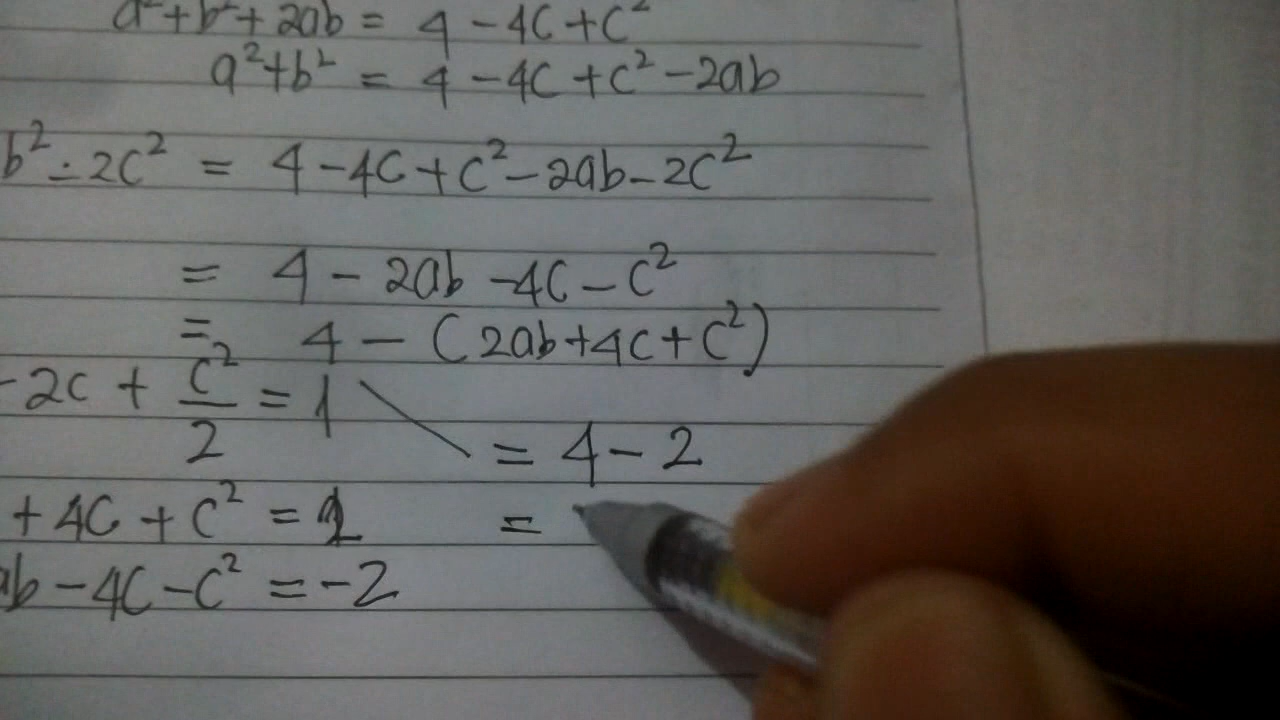 a²+b²+2ab = 4-4c+c²
a²+b² = 4-4c+c²-2ab
b²-2c² = 4-4c+c²-2ab-2c²
= 4-2ab-4c-c²
= 4-(2ab+4c+c²)
-2c + c²/2 = 1
= 4-2
+4c+c² = 2
=
ab-4c-c² = -2